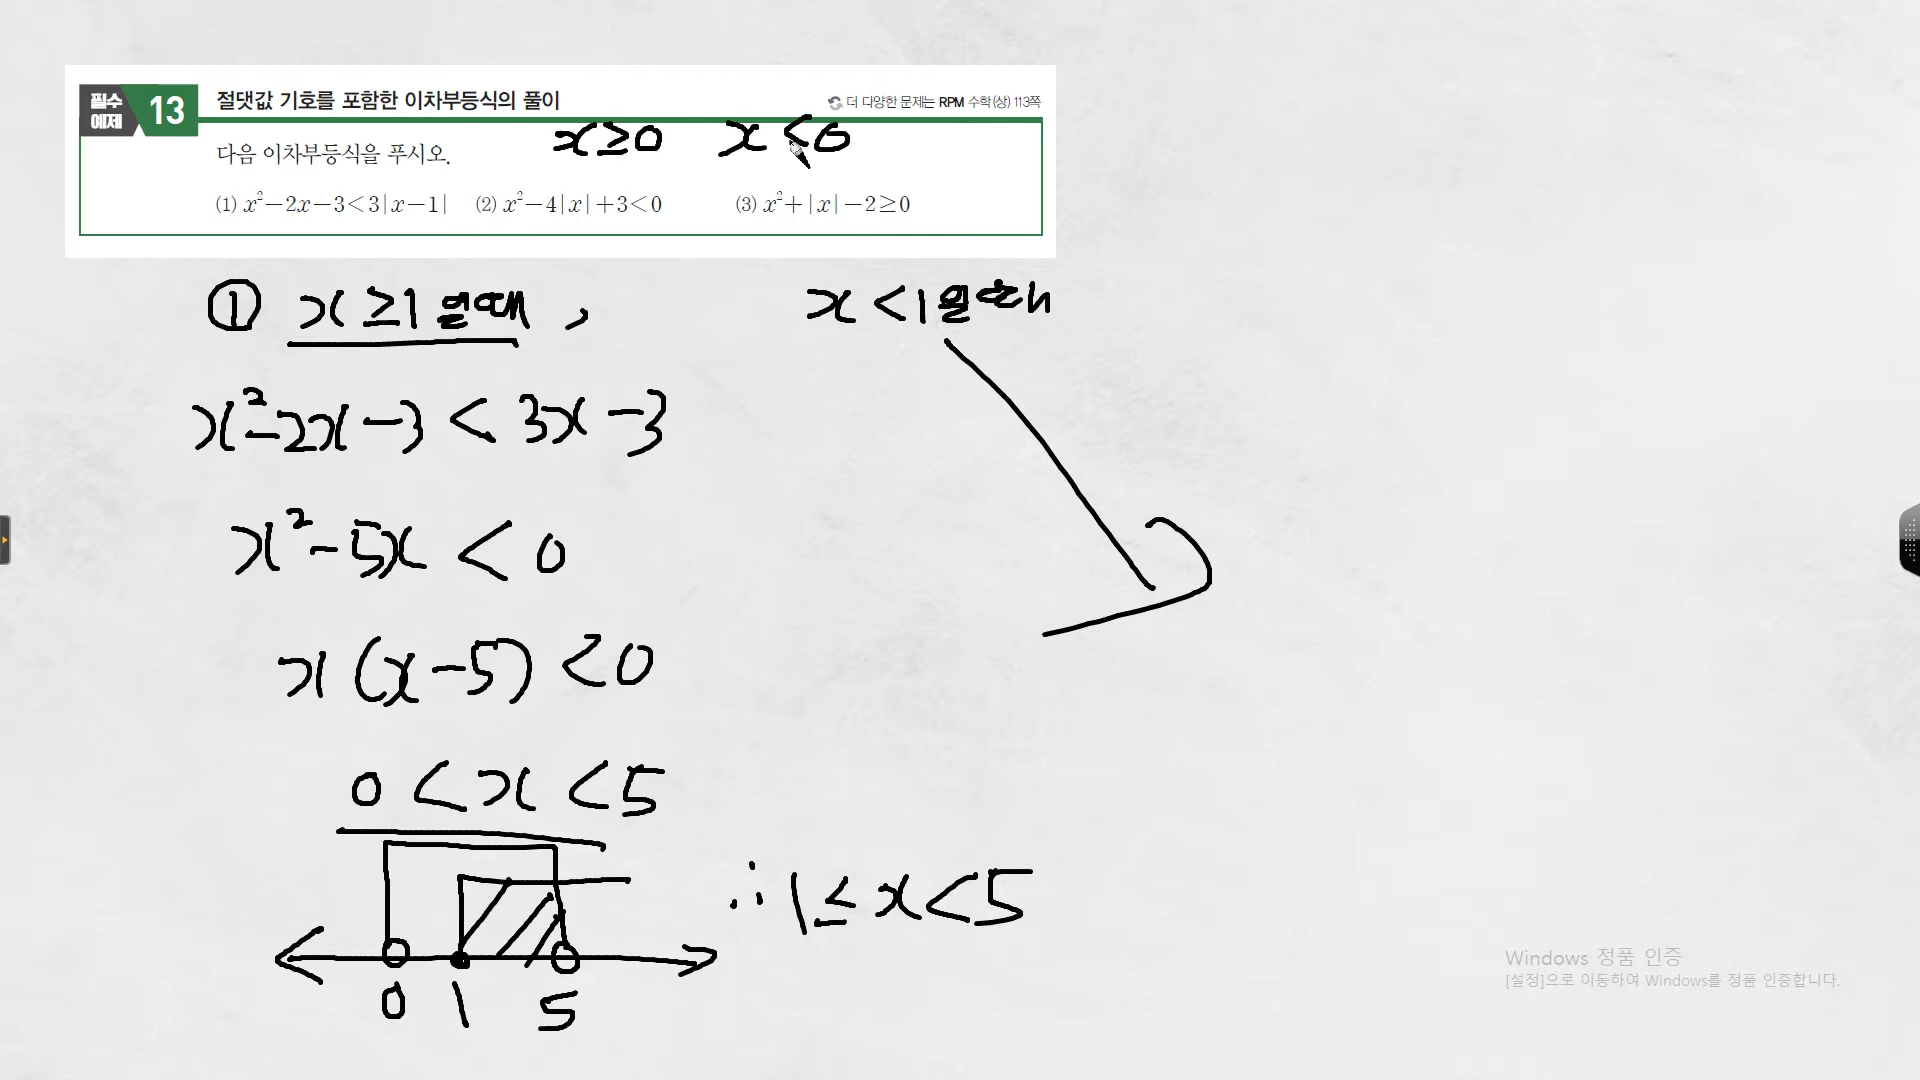 필수
예제
13
절댓값 기호를 포함한 이차부등식의 풀이
더 다양한 문제는 RPM 수학(상) 113쪽
x≥0 x<0
다음 이차부등식을 푸시오.
(1) x²-2x-3<3|x-1| (2) x²-4|x|+3<0 (3) x²+|x|-2≥0
① x≥1일때, x<1일때
x²-2x-3<3x-3
x²-5x<0
x(x-5)<0
0<x<5
∴ 1≤x<5
0 1 5
Windows 정품 인증
[설정]으로 이동하여 Windows를 정품 인증합니다.